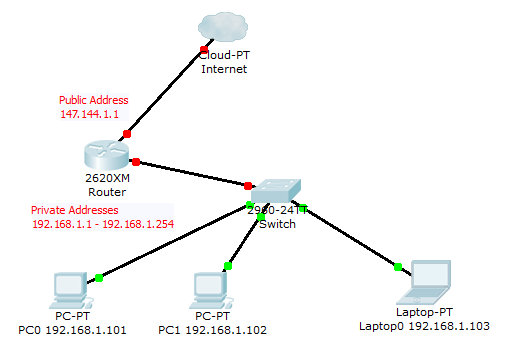 Cloud-PT
Internet
Public Address
147.144.1.1
2620XM
Router
Private Addresses
192.168.1.1 - 192.168.1.254
2960-24TT
Switch
PC-PT
PC0 192.168.1.101
PC-PT
PC1 192.168.1.102
Laptop-PT
Laptop0 192.168.1.103